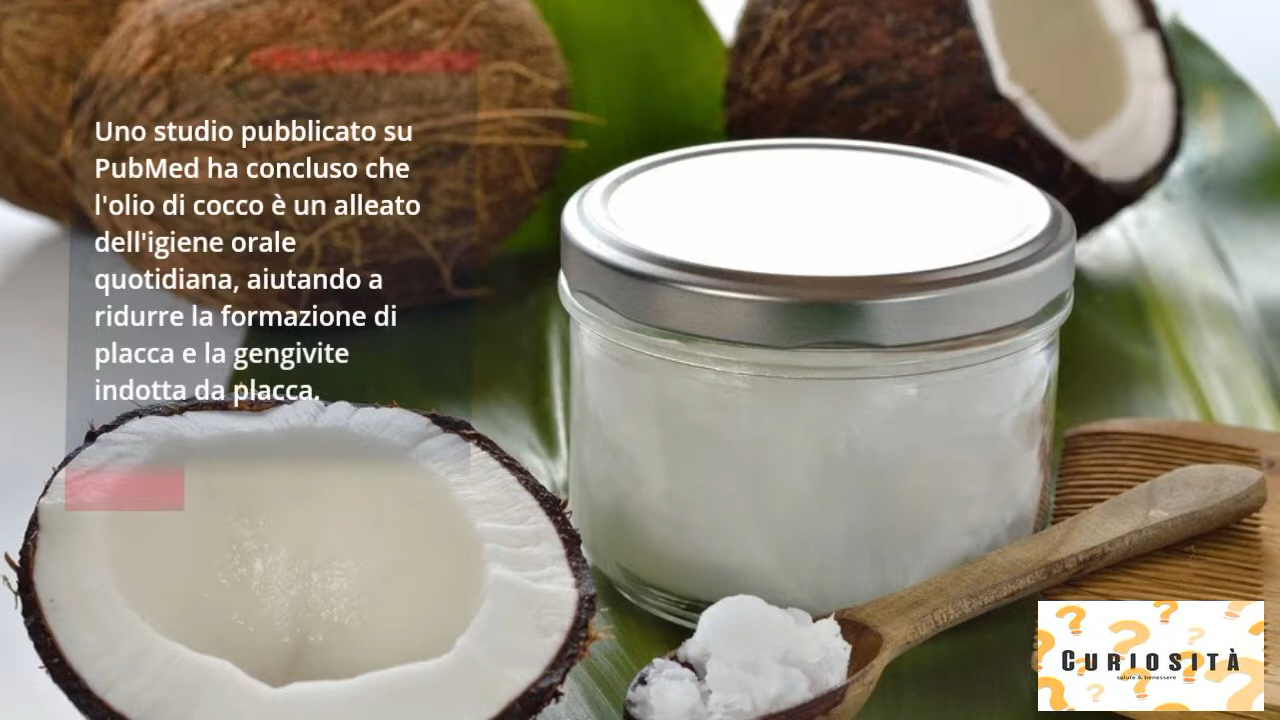 Uno studio pubblicato su
PubMed ha concluso che
l'olio di cocco è un alleato
dell'igiene orale
quotidiana, aiutando a
ridurre la formazione di
placca e la gengivite
indotta da placca.
CURIOSITÀ
salute & benessere